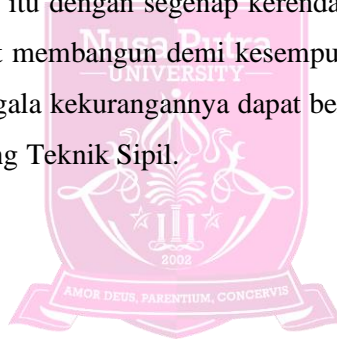 itu dengan segenap kerenda
Nusa Putra
membangun demi kesempu
UNIVERSITY
gala kekurangannya dapat be
ng Teknik Sipil.
2002
AMOR DEUS, PARENTIUM, CONCERVIS